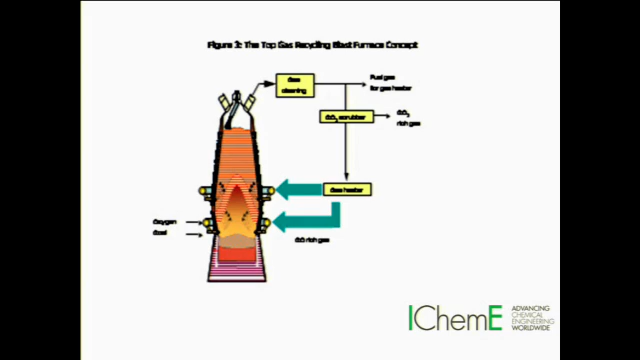 Figure 2: The Top Gas Recycling Blast Furnace Concept
Gas
cleaning
Fuel gas
for gas heater
CO2 scrubber
CO2
rich gas
Gas heater
Oxygen
Coal
CO rich gas
IChemE
ADVANCING
CHEMICAL
ENGINEERING
WORLDWIDE